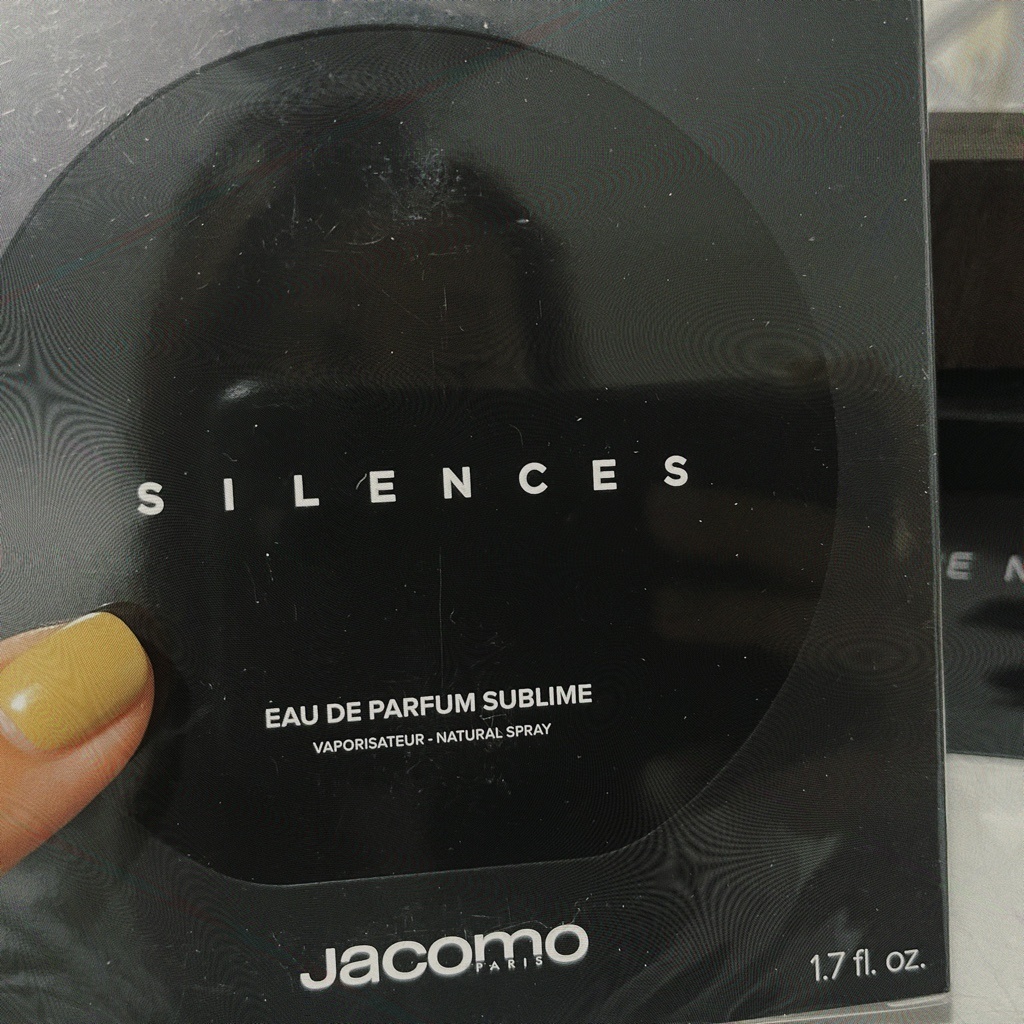 SILENCES
EAU DE PARFUM SUBLIME
VAPORISATEUR - NATURAL SPRAY
Jacomo
PARIS
1.7 fl. oz.